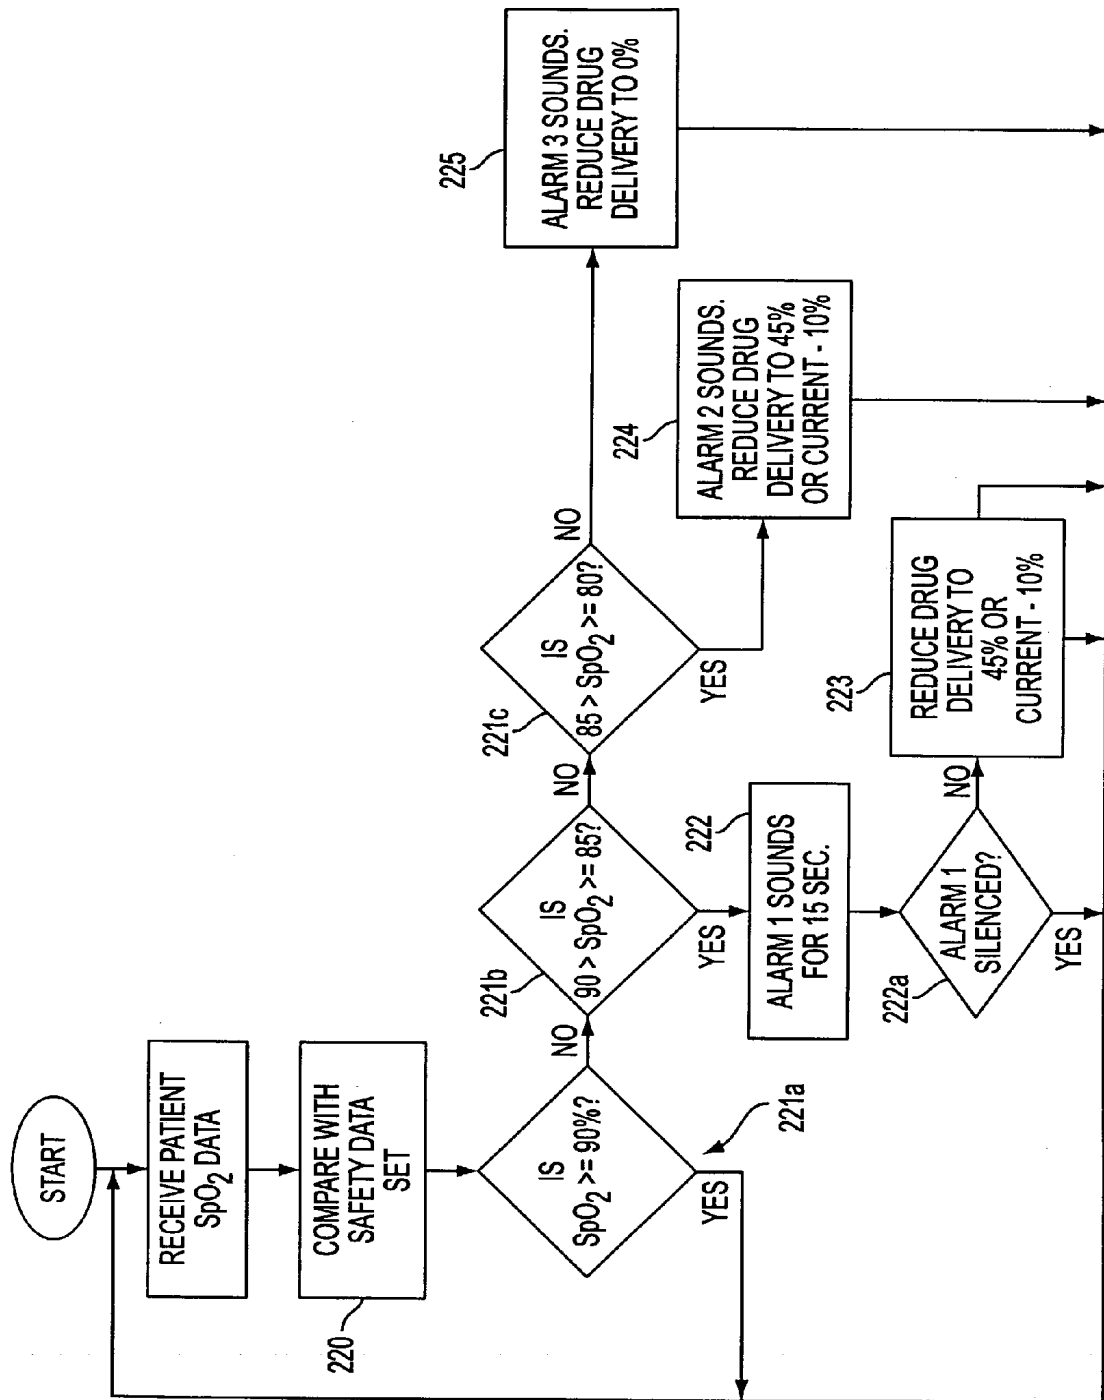 START
RECEIVE PATIENT
SpO2 DATA
COMPARE WITH
SAFETY DATA
SET
220
IS
SpO2 >= 90%?
221a
YES
NO
IS
90 > SpO2 >= 85?
221b
YES
NO
IS
85 > SpO2 >= 80?
221c
YES
NO
ALARM 1 SOUNDS
FOR 15 SEC.
222
ALARM 1
SILENCED?
222a
YES
NO
REDUCE DRUG
DELIVERY TO
45% OR
CURRENT - 10%
223
ALARM 2 SOUNDS.
REDUCE DRUG
DELIVERY TO 45%
OR CURRENT - 10%
224
ALARM 3 SOUNDS.
REDUCE DRUG
DELIVERY TO 0%
225